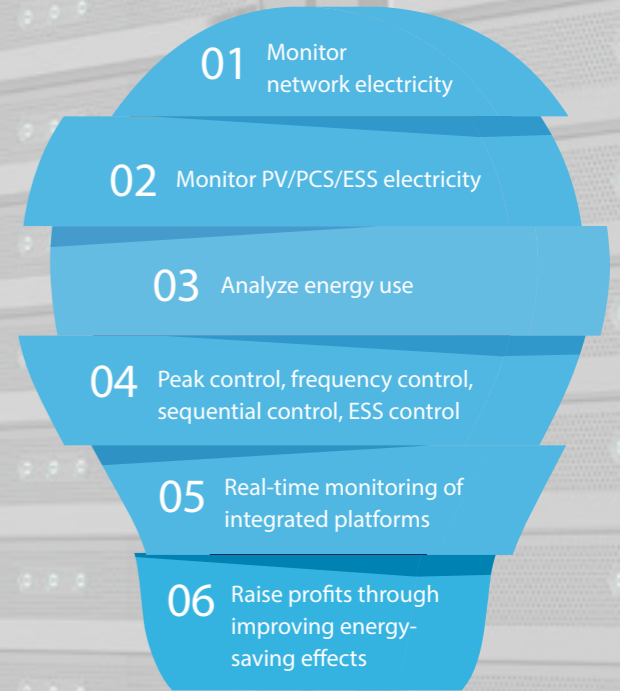 01 Monitor
network electricity
02 Monitor PV/PCS/ESS electricity
03 Analyze energy use
04 Peak control, frequency control,
sequential control, ESS control
05 Real-time monitoring of
integrated platforms
06 Raise profits through
improving energy-
saving effects